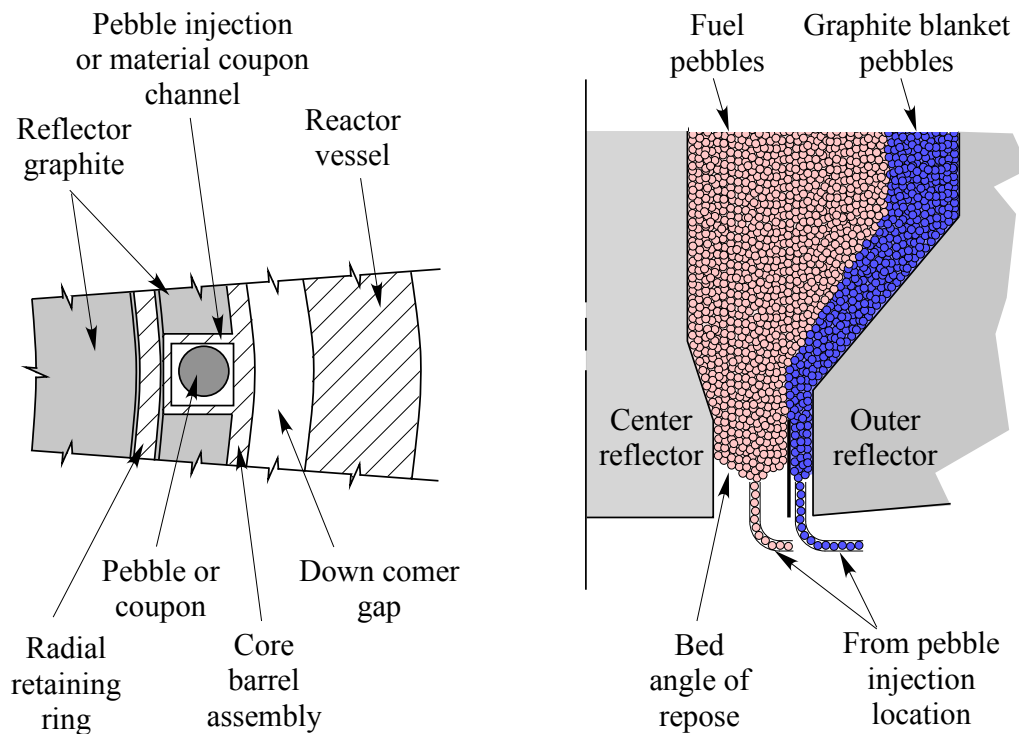 Pebble injection
or material coupon
channel
Reflector
graphite
Reactor
vessel
Pebble or
coupon
Down comer
gap
Radial
retaining
ring
Core
barrel
assembly
Fuel
pebbles
Graphite blanket
pebbles
Center
reflector
Outer
reflector
Bed
angle of
repose
From pebble
injection
location